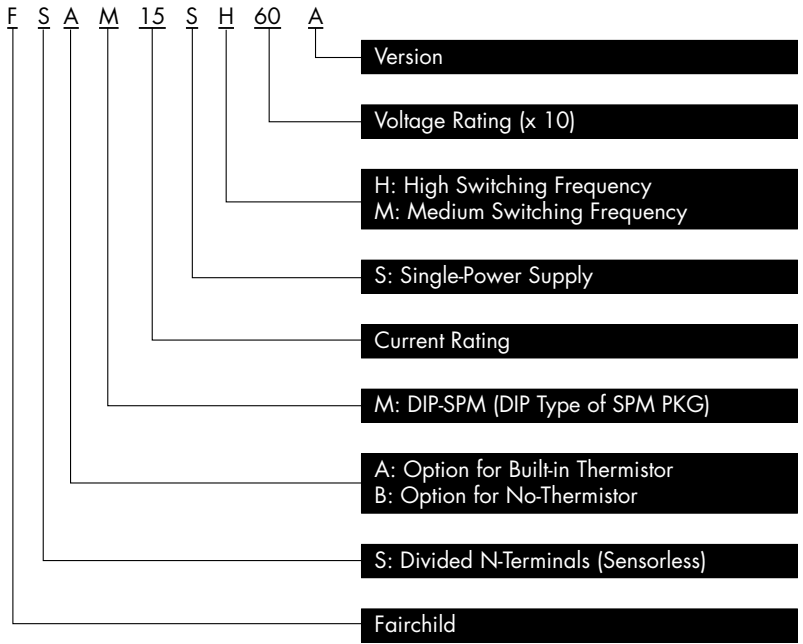 F S A M 15 S H 60 A
Version
Voltage Rating (x 10)
H: High Switching Frequency
M: Medium Switching Frequency
S: Single-Power Supply
Current Rating
M: DIP-SPM (DIP Type of SPM PKG)
A: Option for Built-in Thermistor
B: Option for No-Thermistor
S: Divided N-Terminals (Sensorless)
Fairchild